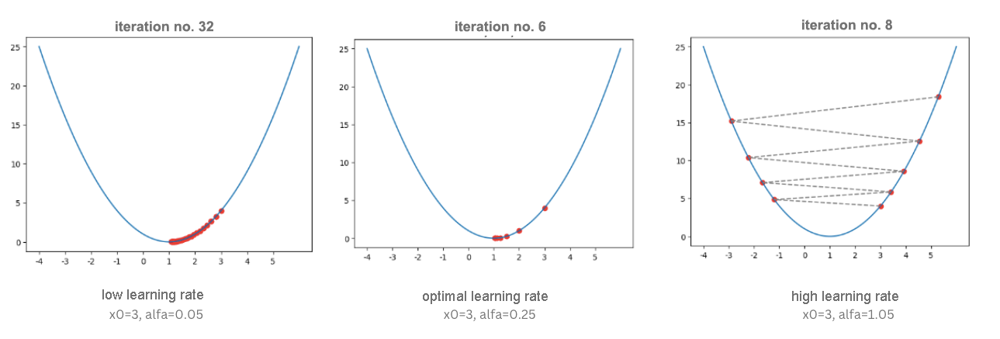 iteration no. 32
25
20
15
10
5
0
-4 -3 -2 -1 0 1 2 3 4 5
low learning rate
x0=3, alfa=0.05
iteration no. 6
25
20
15
10
5
0
-4 -3 -2 -1 0 1 2 3 4 5
optimal learning rate
x0=3, alfa=0.25
iteration no. 8
25
20
15
10
5
0
-4 -3 -2 -1 0 1 2 3 4 5
high learning rate
x0=3, alfa=1.05